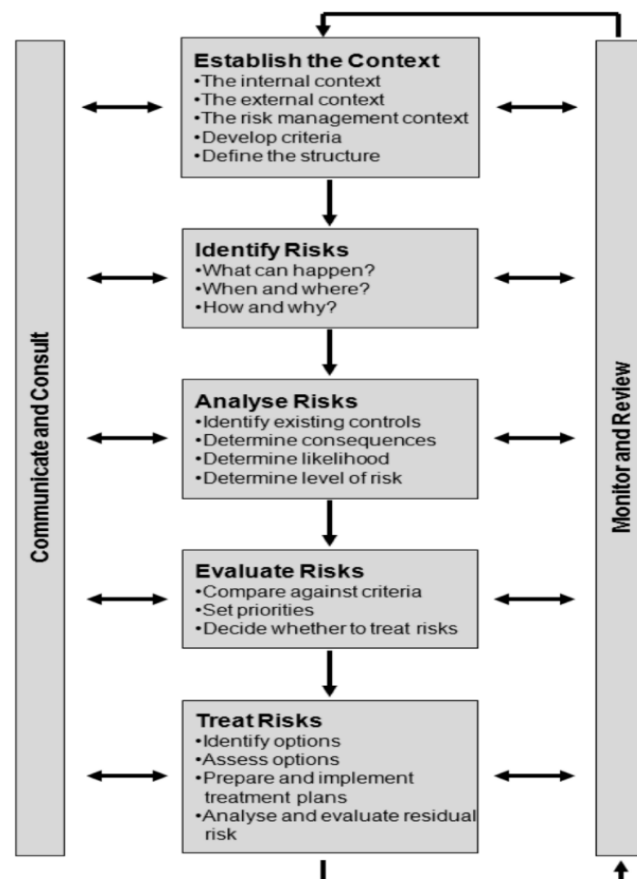 Establish the Context
•The internal context
•The external context
•The risk management context
•Develop criteria
•Define the structure
Identify Risks
•What can happen?
•When and where?
•How and why?
Analyse Risks
•Identify existing controls
•Determine consequences
•Determine likelihood
•Determine level of risk
Evaluate Risks
•Compare against criteria
•Set priorities
•Decide whether to treat risks
Treat Risks
•Identify options
•Assess options
•Prepare and implement
treatment plans
•Analyse and evaluate residual
risk
Communicate and Consult
Monitor and Review